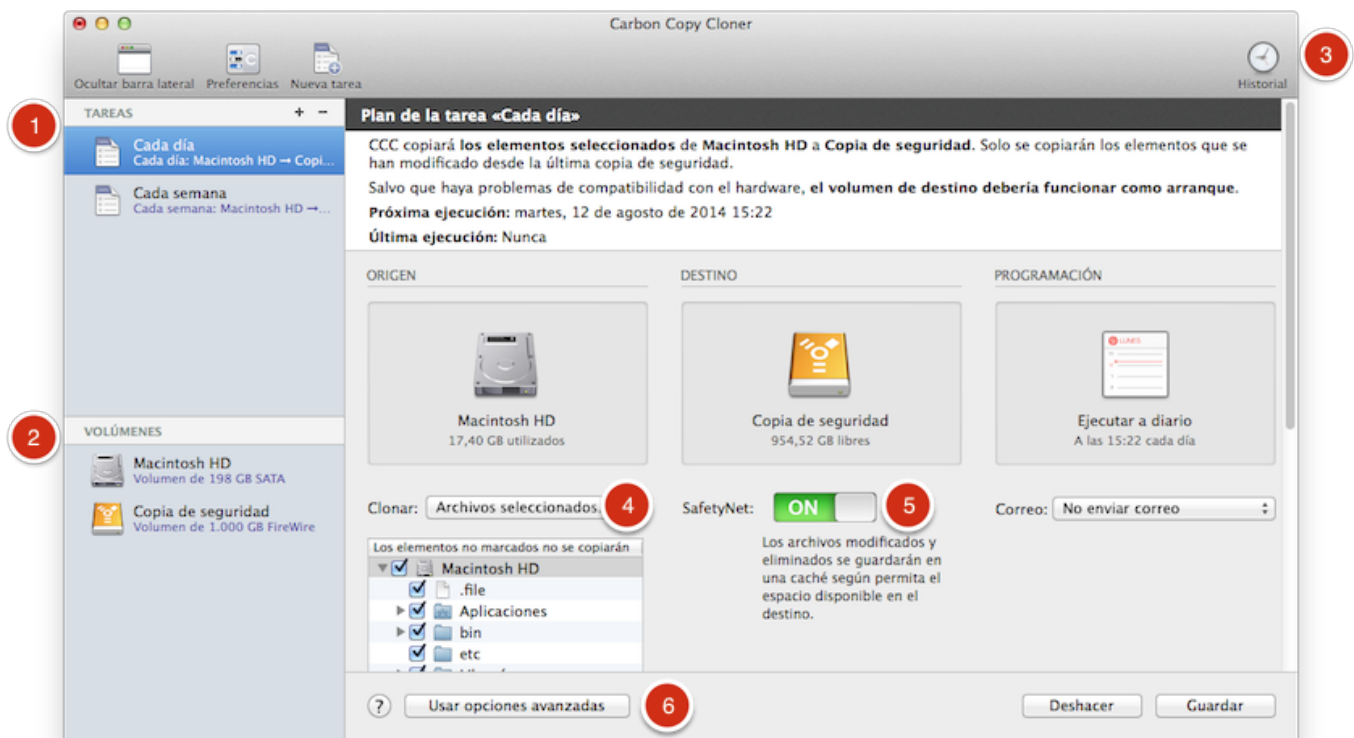 Carbon Copy Cloner
Ocultar barra lateral
Preferencias
Nueva tarea
Historial
3
1
TAREAS
+ −
Cada día
Cada día: Macintosh HD → Copi...
Cada semana
Cada semana: Macintosh HD →...
Plan de la tarea «Cada día»
CCC copiará los elementos seleccionados de Macintosh HD a Copia de seguridad. Solo se copiarán los elementos que se
han modificado desde la última copia de seguridad.
Salvo que haya problemas de compatibilidad con el hardware, el volumen de destino debería funcionar como arranque.
Próxima ejecución: martes, 12 de agosto de 2014 15:22
Última ejecución: Nunca
2
VOLÚMENES
Macintosh HD
Volumen de 198 GB SATA
Copia de seguridad
Volumen de 1.000 GB FireWire
ORIGEN
Macintosh HD
17,40 GB utilizados
Clonar: Archivos seleccionados.
4
Los elementos no marcados no se copiarán
Macintosh HD
.file
Aplicaciones
bin
etc
DESTINO
Copia de seguridad
954,52 GB libres
SafetyNet: ON
5
Los archivos modificados y
eliminados se guardarán en
una caché según permita el
espacio disponible en el
destino.
PROGRAMACIÓN
LUNES
Ejecutar a diario
A las 15:22 cada día
Correo: No enviar correo
?
Usar opciones avanzadas
6
Deshacer
Guardar